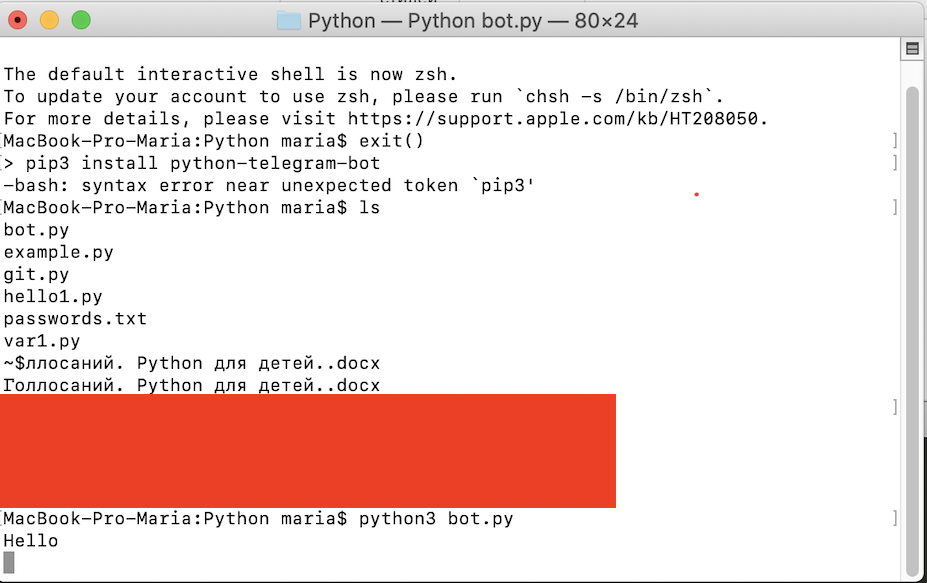 Python — Python bot.py — 80×24
The default interactive shell is now zsh.
To update your account to use zsh, please run `chsh -s /bin/zsh`.
For more details, please visit https://support.apple.com/kb/HT208050.
[MacBook-Pro-Maria:Python maria$ exit() ]
[> pip3 install python-telegram-bot ]
-bash: syntax error near unexpected token `pip3'
[MacBook-Pro-Maria:Python maria$ ls ]
bot.py
example.py
git.py
hello1.py
passwords.txt
var1.py
~$ллосаний. Python для детей..docx
Голлосаний. Python для детей..docx
]
[MacBook-Pro-Maria:Python maria$ python3 bot.py ]
Hello